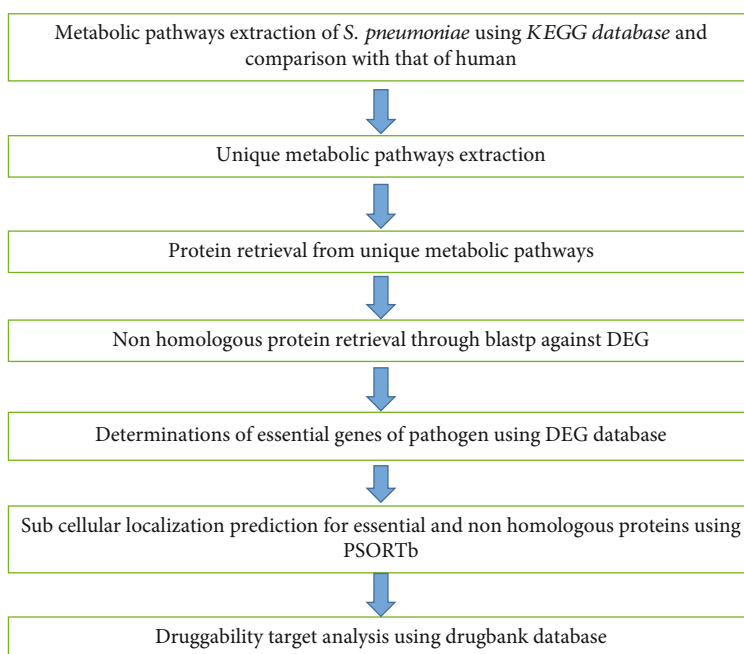 Metabolic pathways extraction of S. pneumoniae using KEGG database and
comparison with that of human
Unique metabolic pathways extraction
Protein retrieval from unique metabolic pathways
Non homologous protein retrieval through blastp against DEG
Determinations of essential genes of pathogen using DEG database
Sub cellular localization prediction for essential and non homologous proteins using
PSORTb
Druggability target analysis using drugbank database